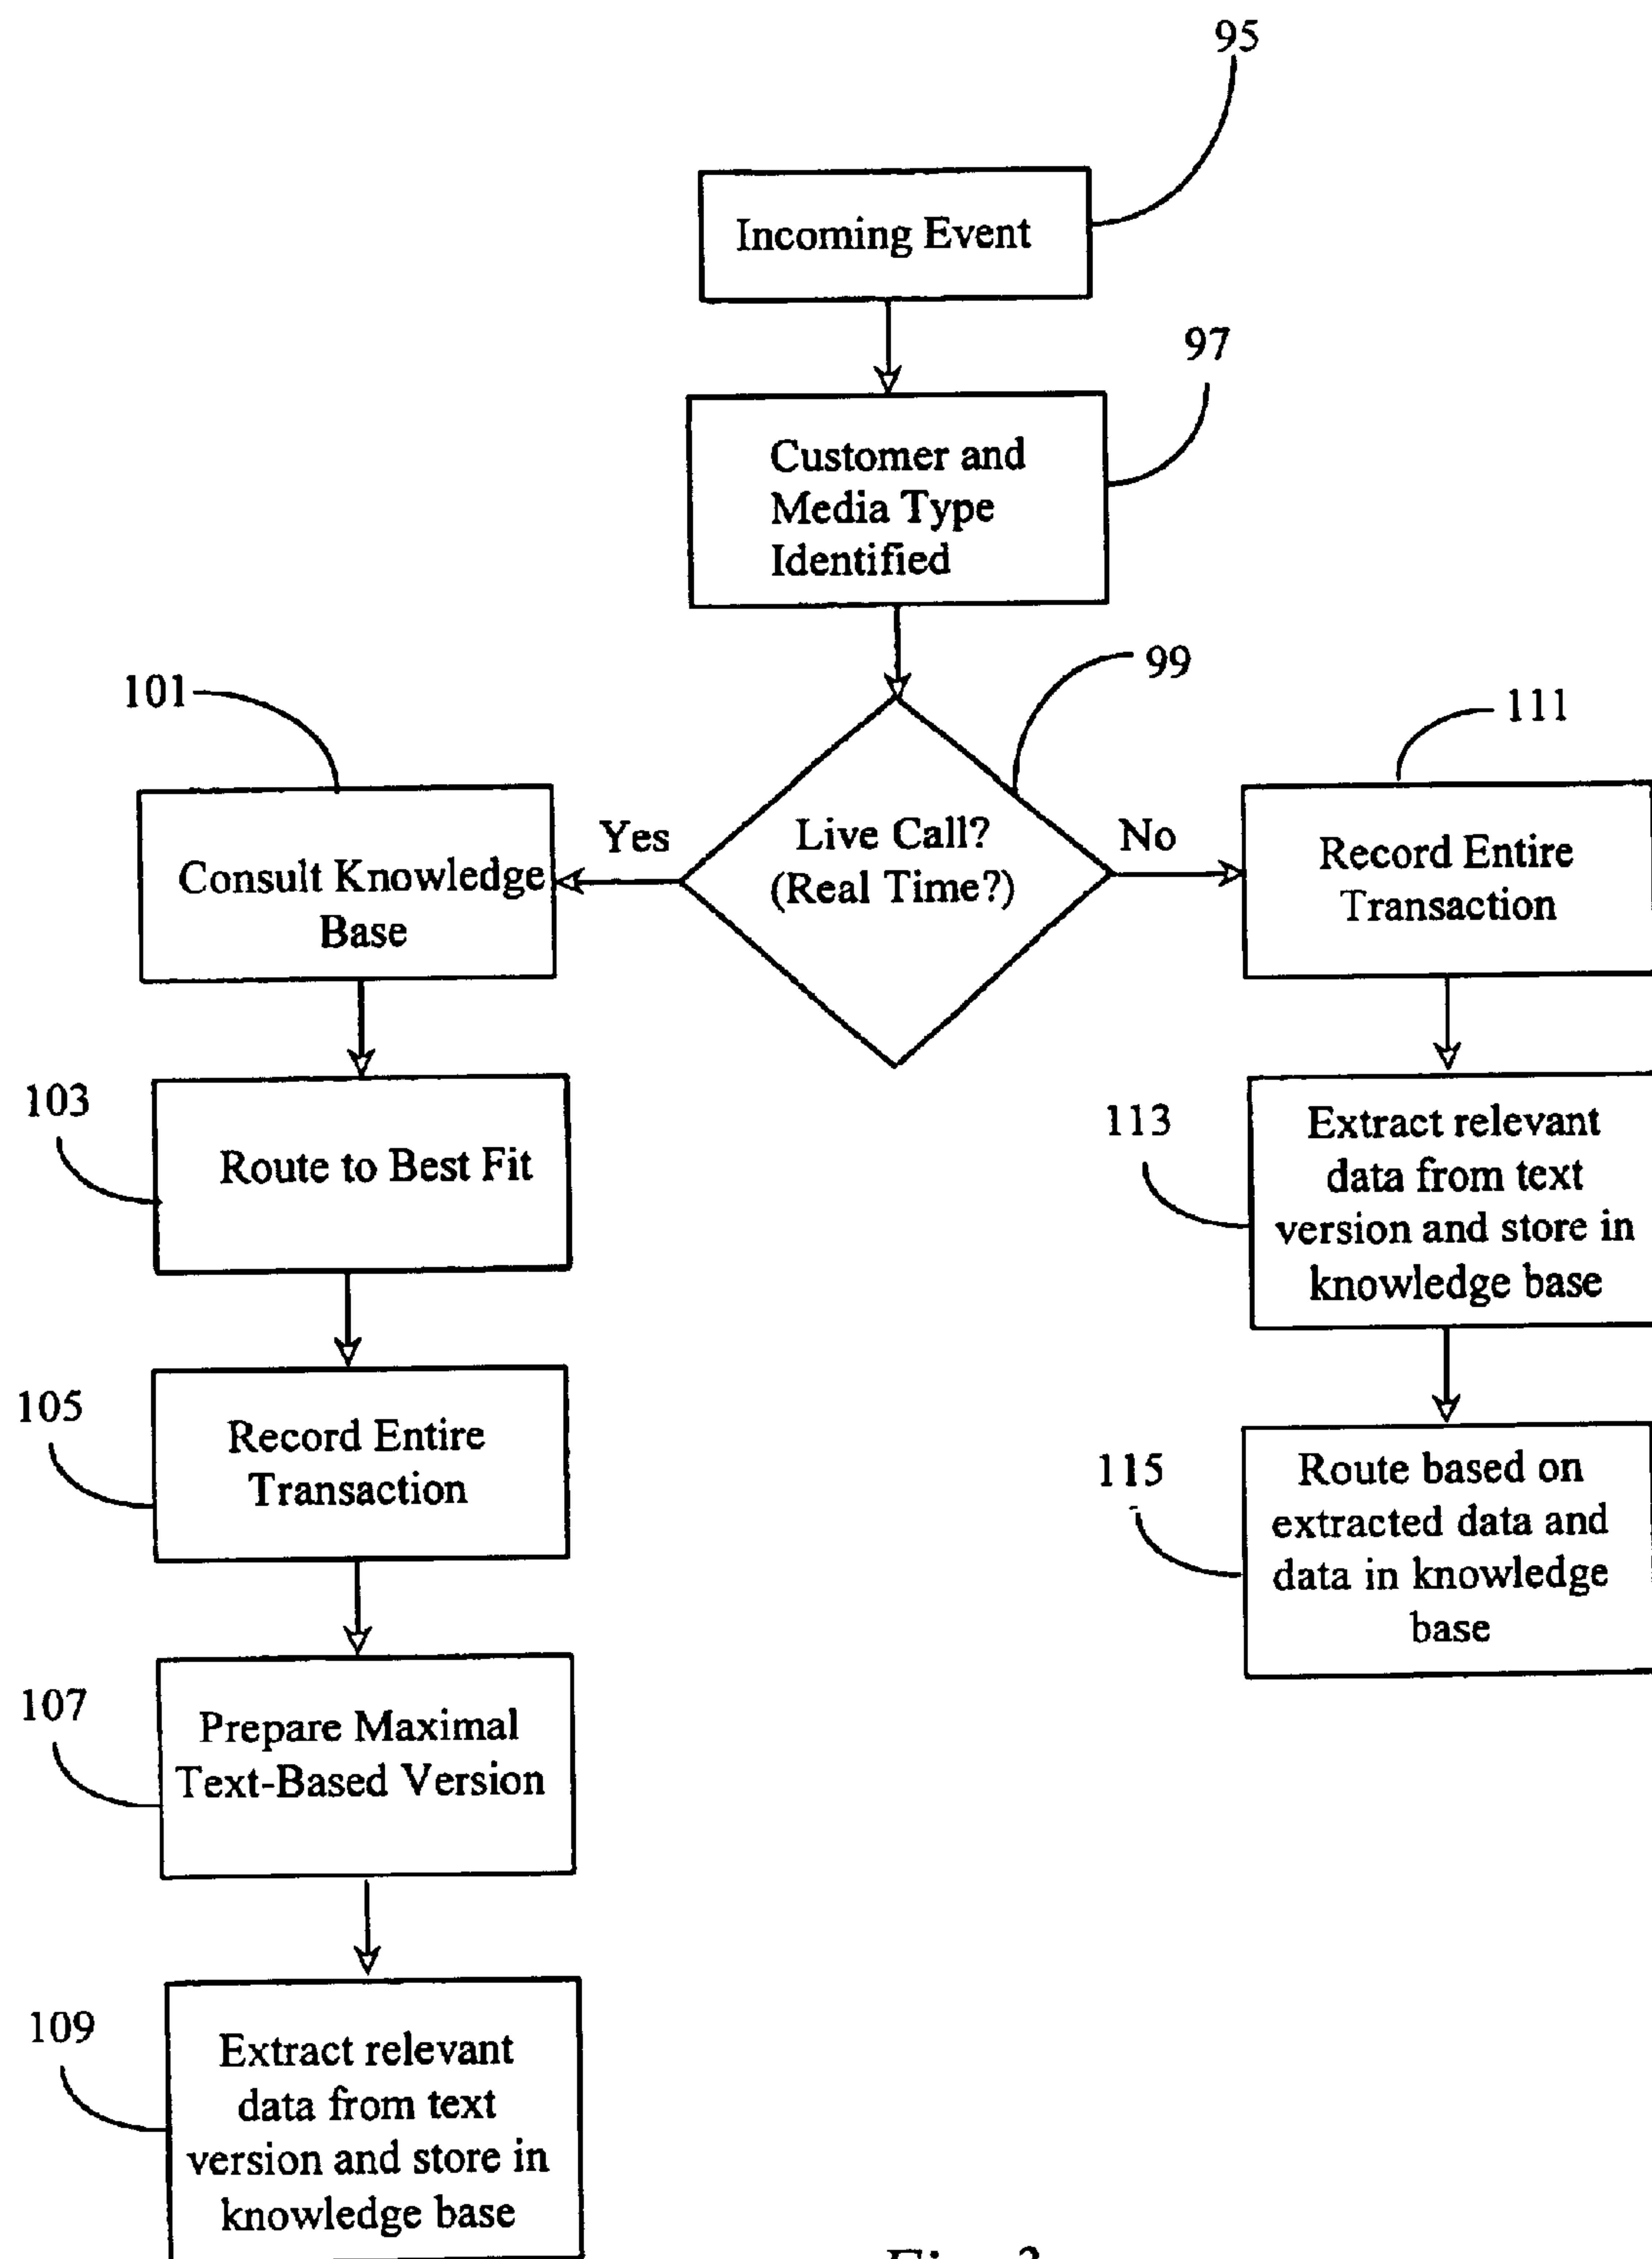 95
Incoming Event
97
Customer and
Media Type
Identified
99
Live Call?
(Real Time?)
Yes
No
101
Consult Knowledge
Base
103
Route to Best Fit
105
Record Entire
Transaction
107
Prepare Maximal
Text-Based Version
109
Extract relevant
data from text
version and store in
knowledge base
111
Record Entire
Transaction
113
Extract relevant
data from text
version and store in
knowledge base
115
Route based on
extracted data and
data in knowledge
base